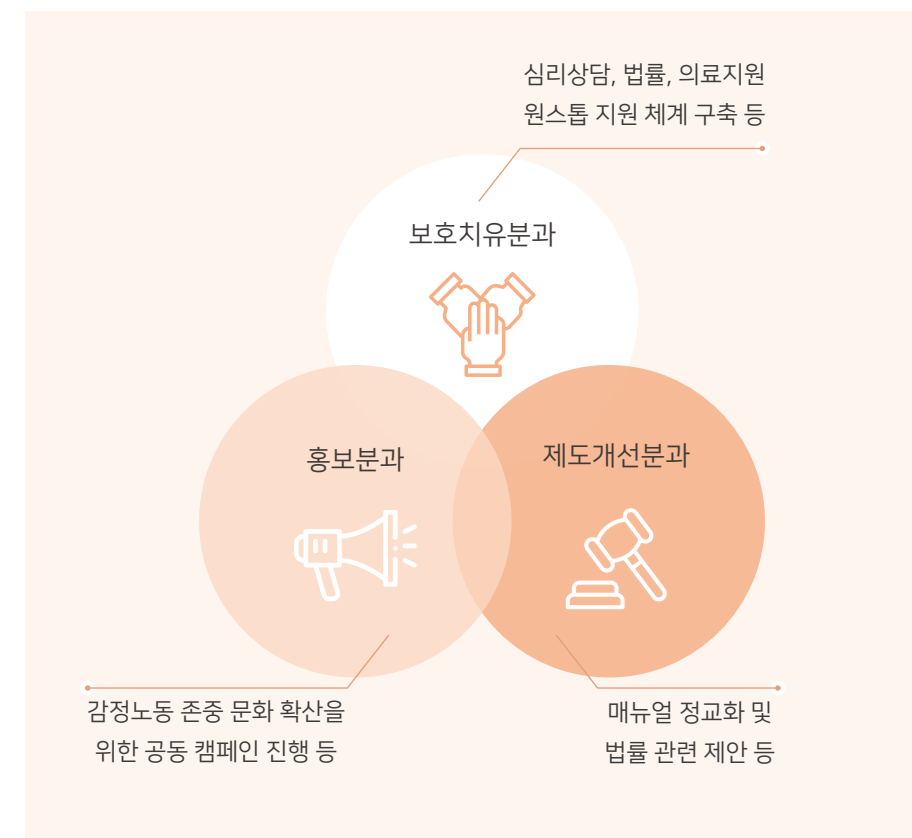 심리상담, 법률, 의료지원
원스톱 지원 체계 구축 등
보호치유분과
홍보분과
제도개선분과
감정노동 존중 문화 확산을
위한 공동 캠페인 진행 등
매뉴얼 정교화 및
법률 관련 제안 등